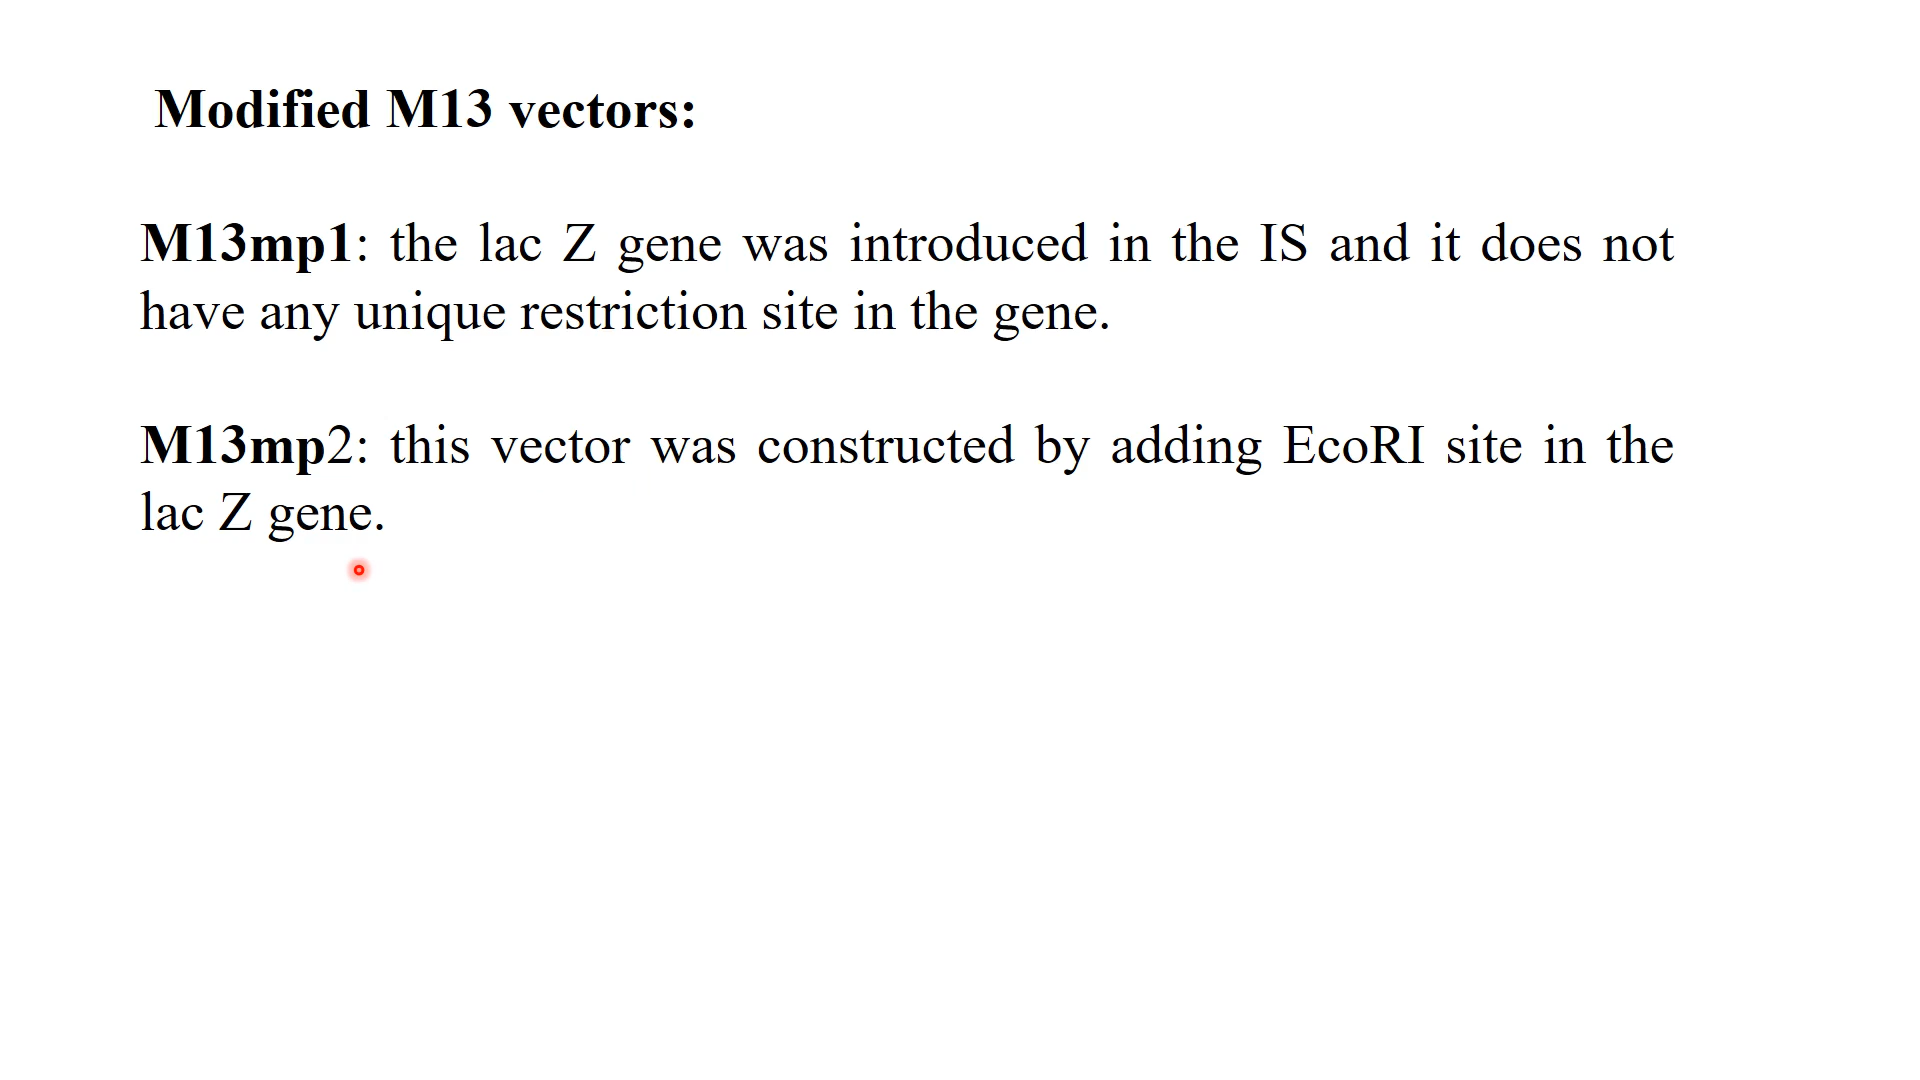 Modified M13 vectors:
M13mp1: the lac Z gene was introduced in the IS and it does not
have any unique restriction site in the gene.
M13mp2: this vector was constructed by adding EcoRI site in the
lac Z gene.